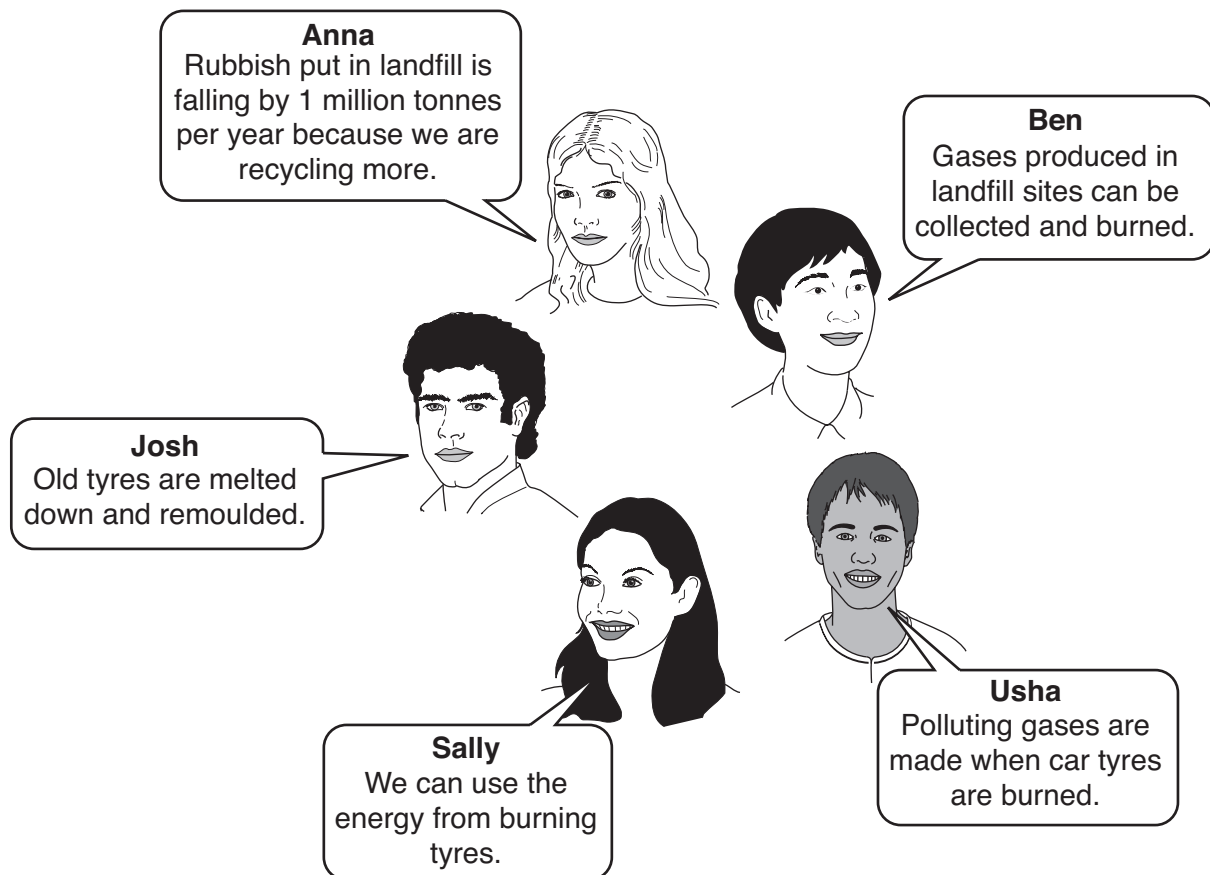 Anna
Rubbish put in landfill is
falling by 1 million tonnes
per year because we are
recycling more.
Ben
Gases produced in
landfill sites can be
collected and burned.
Josh
Old tyres are melted
down and remoulded.
Sally
We can use the
energy from burning
tyres.
Usha
Polluting gases are
made when car tyres
are burned.